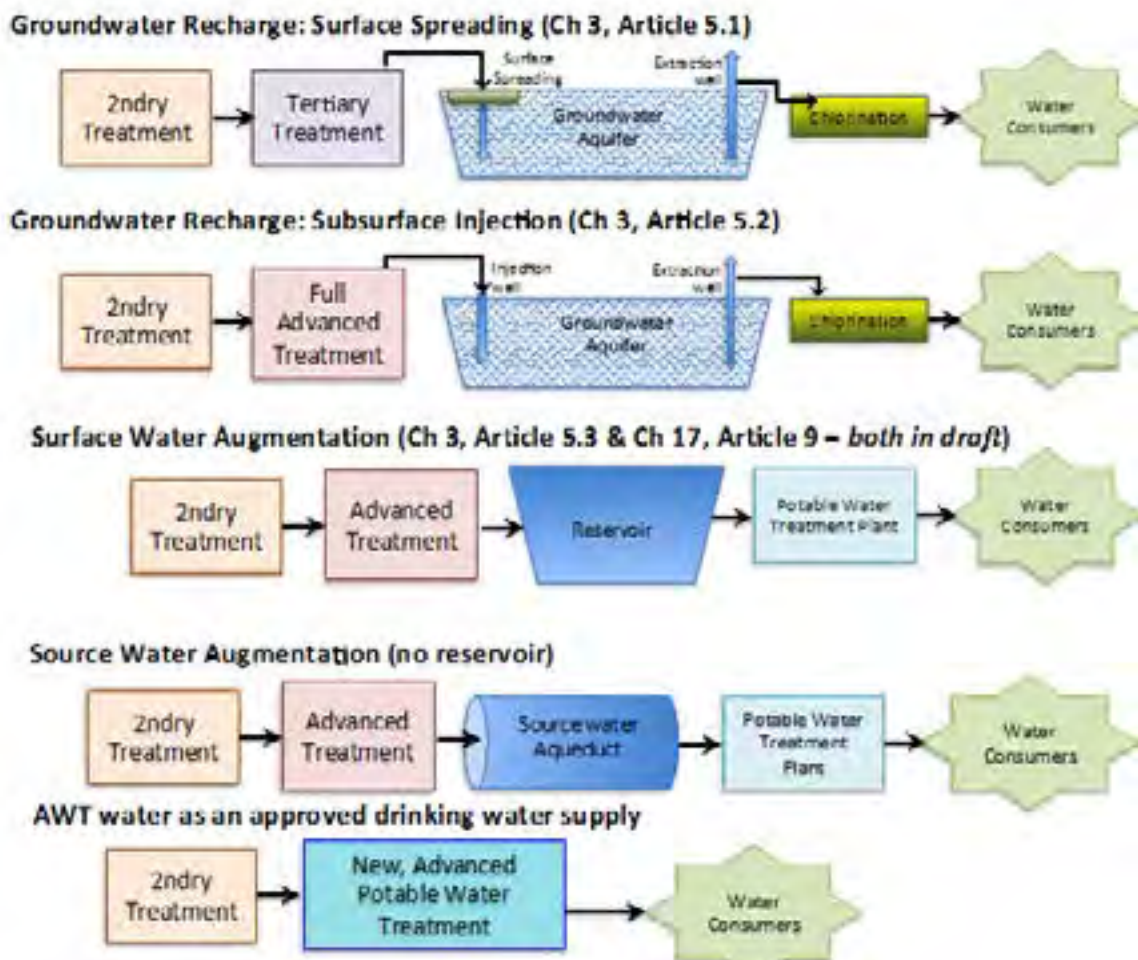 Groundwater Recharge: Surface Spreading (Ch 3, Article 5.1)
2ndry
Treatment
Tertiary
Treatment
Surface
Spreading
Groundwater
Aquifer
Extraction
well
Chlorination
Water
Consumers
Groundwater Recharge: Subsurface Injection (Ch 3, Article 5.2)
2ndry
Treatment
Full
Advanced
Treatment
Injection
well
Groundwater
Aquifer
Extraction
well
Chlorination
Water
Consumers
Surface Water Augmentation (Ch 3, Article 5.3 & Ch 17, Article 9 – both in draft)
2ndry
Treatment
Advanced
Treatment
Reservoir
Potable Water
Treatment Plant
Water
Consumers
Source Water Augmentation (no reservoir)
2ndry
Treatment
Advanced
Treatment
Source water
Aqueduct
Potable Water
Treatment
Plant
Water
Consumers
AWT water as an approved drinking water supply
2ndry
Treatment
New, Advanced
Potable Water
Treatment
Water
Consumers